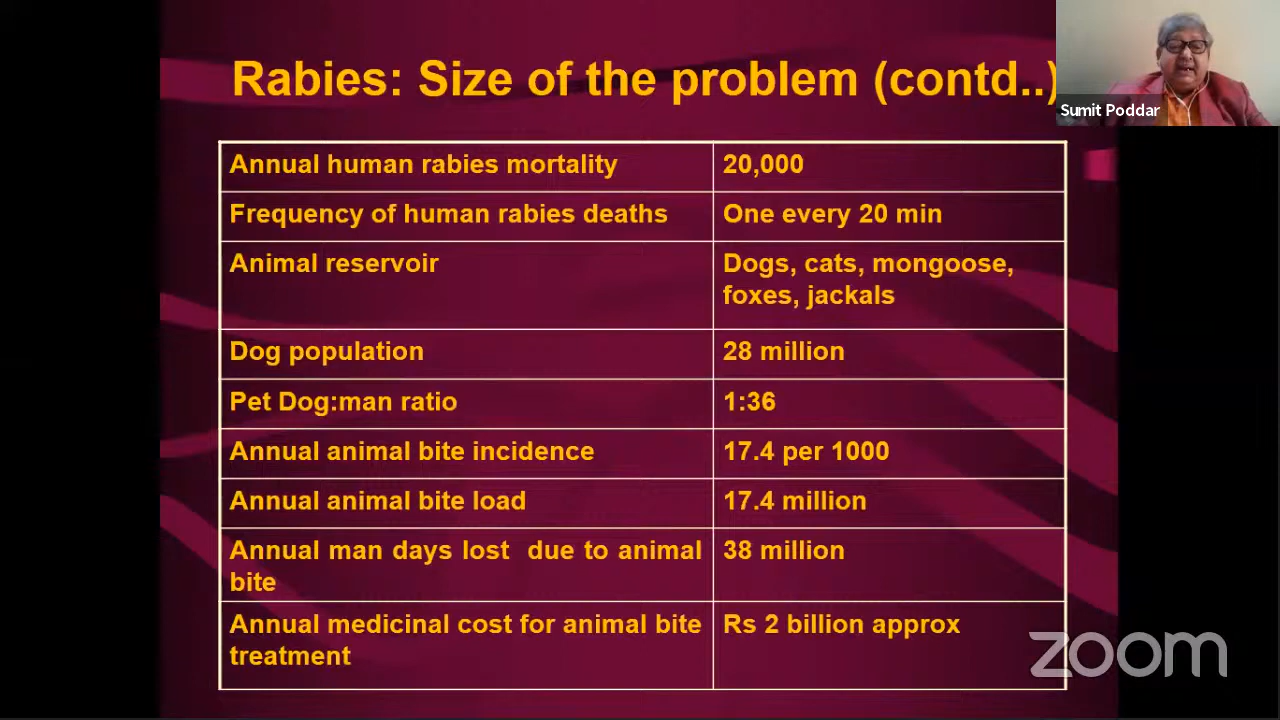 Rabies: Size of the problem (contd..)
Sumit Poddar
Annual human rabies mortality
20,000
Frequency of human rabies deaths
One every 20 min
Animal reservoir
Dogs, cats, mongoose,
foxes, jackals
Dog population
28 million
Pet Dog:man ratio
1:36
Annual animal bite incidence
17.4 per 1000
Annual animal bite load
17.4 million
Annual man days lost due to animal
bite
38 million
Annual medicinal cost for animal bite
treatment
Rs 2 billion approx
zoom